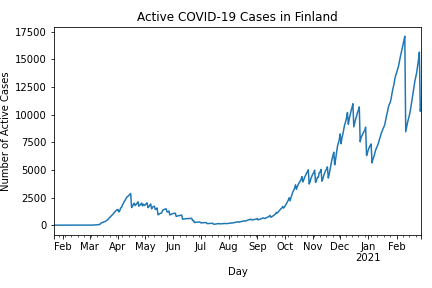 Active COVID-19 Cases in Finland
Number of Active Cases
17500
15000
12500
10000
7500
5000
2500
0
Feb Mar Apr May Jun Jul Aug Sep Oct Nov Dec Jan Feb
2021
Day